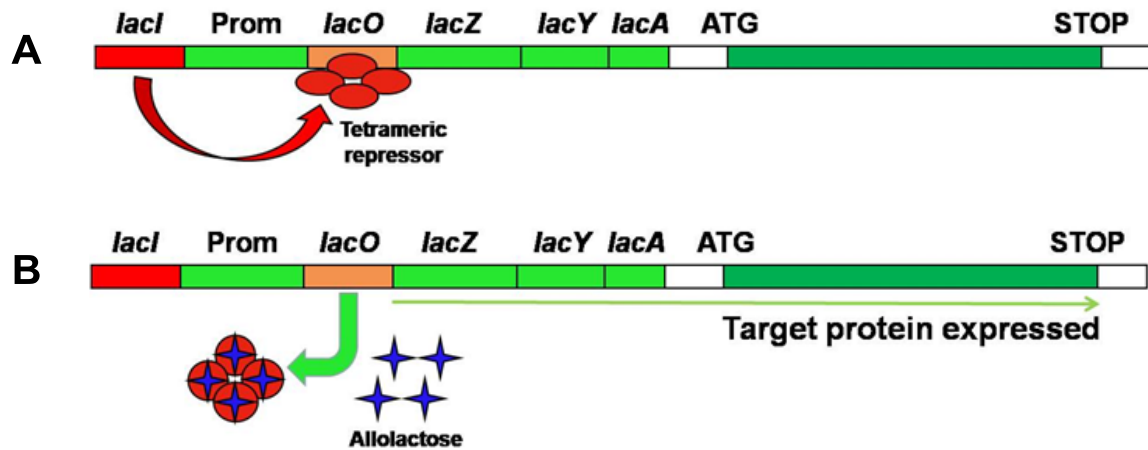 A
lacI Prom lacO lacZ lacY lacA ATG STOP
Tetrameric
repressor
B
lacI Prom lacO lacZ lacY lacA ATG STOP
Target protein expressed
Allolactose